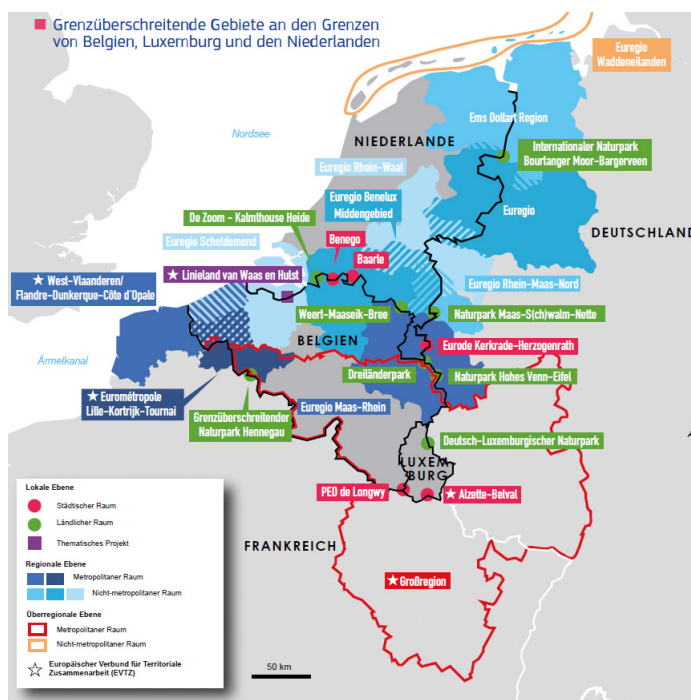 Grenzüberschreitende Gebiete an den Grenzen
von Belgien, Luxemburg und den Niederlanden
Euregio
Waddeneilanden
Ems Dollart Region
Nordsee
NIEDERLANDE
Internationaler Naturpark
Bourtanger Moor-Bargerveen
Euregio Rhein-Waal
Euregio Benelux
Middengebied
Euregio
De Zoom – Kalmthouse Heide
DEUTSCHLAND
Benego
Euregio Scheldemond
Baarle
West-Vlaanderen/
Flandre-Dunkerque-Côte d'Opale
Linieland van Waas en Hulst
Euregio Rhein-Maas-Nord
Weert-Maaseik-Bree
Naturpark Maas-S(ch)walm-Nette
BELGIEN
Eurode Kerkrade-Herzogenrath
Ärmelkanal
Dreiländerpark
Naturpark Hohes Venn-Eifel
Eurométropole
Lille-Kortrijk-Tournai
Euregio Maas-Rhein
Grenzüberschreitender
Naturpark Hennegau
Deutsch-Luxemburgischer Naturpark
LUXEM
BURG
PED de Longwy
Alzette-Belval
FRANKREICH
Großregion
Lokale Ebene
Städtischer Raum
Ländlicher Raum
Thematisches Projekt
Regionale Ebene
Metropolitaner Raum
Nicht-metropolitaner Raum
Überregionale Ebene
Metropolitaner Raum
Nicht-metropolitaner Raum
Europäischer Verbund für Territoriale
Zusammenarbeit (EVTZ)
50 km